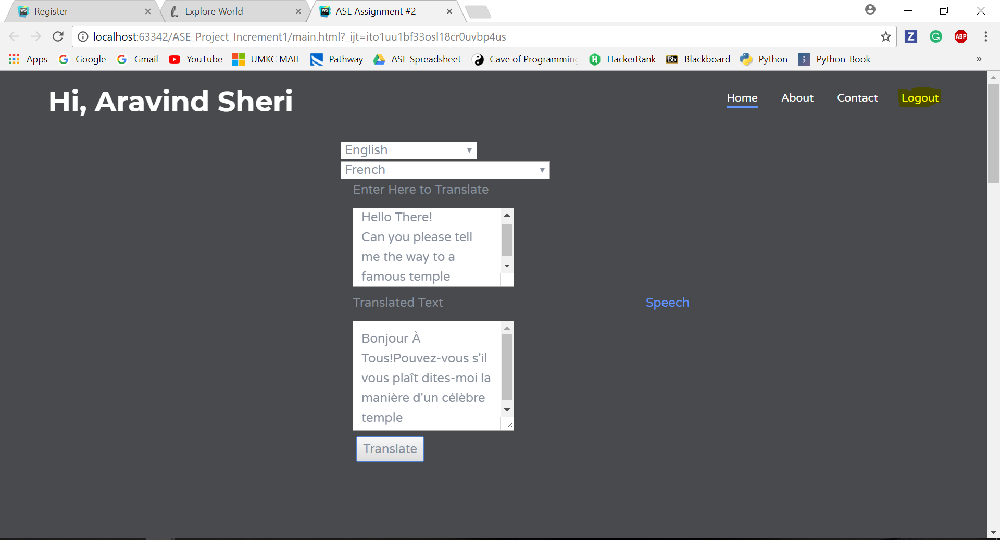 Register
Explore World
ASE Assignment #2
localhost:63342/ASE_Project_Increment1/main.html?_ijt=ito1uu1bf33osl18cr0uvbp4us
Z
G
ABP
Apps
Google
Gmail
YouTube
UMKC MAIL
Pathway
ASE Spreadsheet
Cave of Programming
HackerRank
Bb Blackboard
Python
Python_Book
»
Hi, Aravind Sheri
Home
About
Contact
Logout
English
French
Enter Here to Translate
Hello There!
Can you please tell
me the way to a
famous temple
Translated Text
Speech
Bonjour À
Tous!Pouvez-vous s'il
vous plaît dites-moi la
manière d'un célèbre
temple
Translate